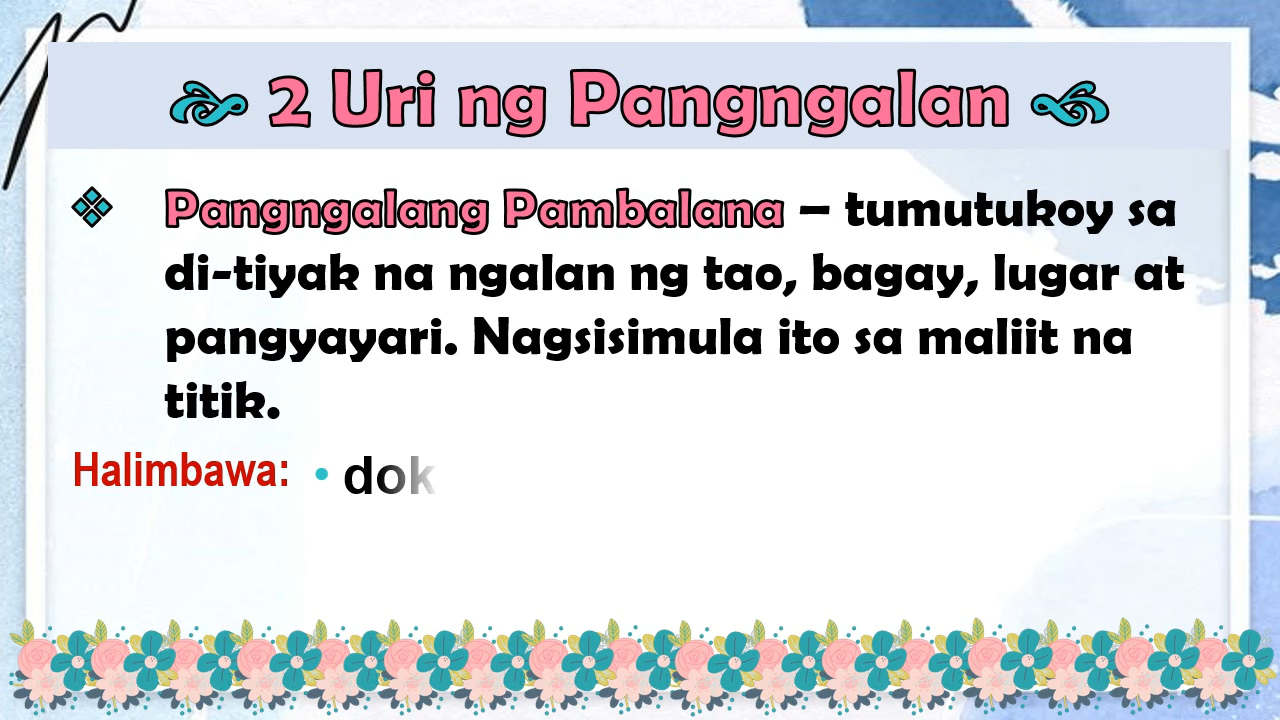 2 Uri ng Pangngalan
❖ Pangngalang Pambalana – tumutukoy sa
di-tiyak na ngalan ng tao, bagay, lugar at
pangyayari. Nagsisimula ito sa maliit na
titik.
Halimbawa: • dok